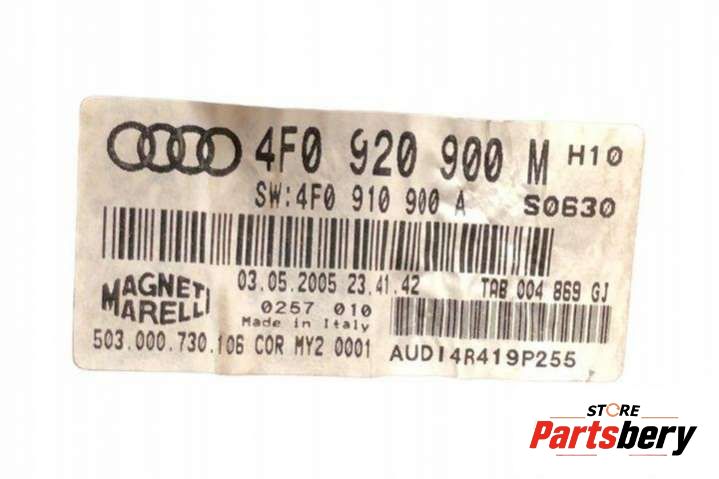 4F0 920 900 M H10
SW:4F0 910 900 A S0630
MAGNETI
MARELLI
03.05.2005 23.41.42 TAB 004 869 GJ
0257 010
Made in Italy
503.000.730.106 COR MY2 0001 AUDI4R419P255
STORE
Partsbery